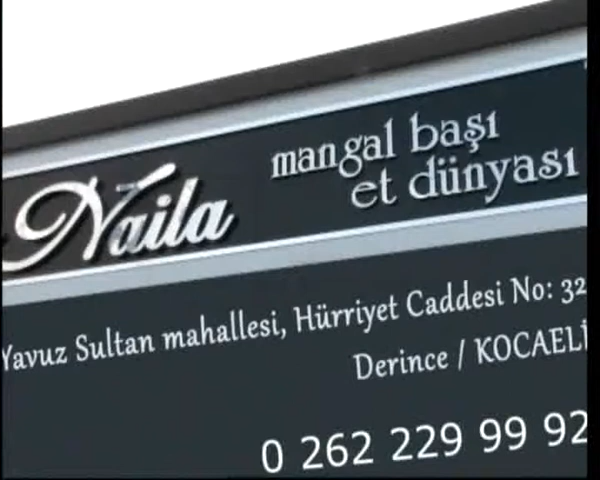 Naila
mangal başı
et dünyası
Yavuz Sultan mahallesi, Hürriyet Caddesi No: 32
Derince / KOCAELİ
0 262 229 99 92